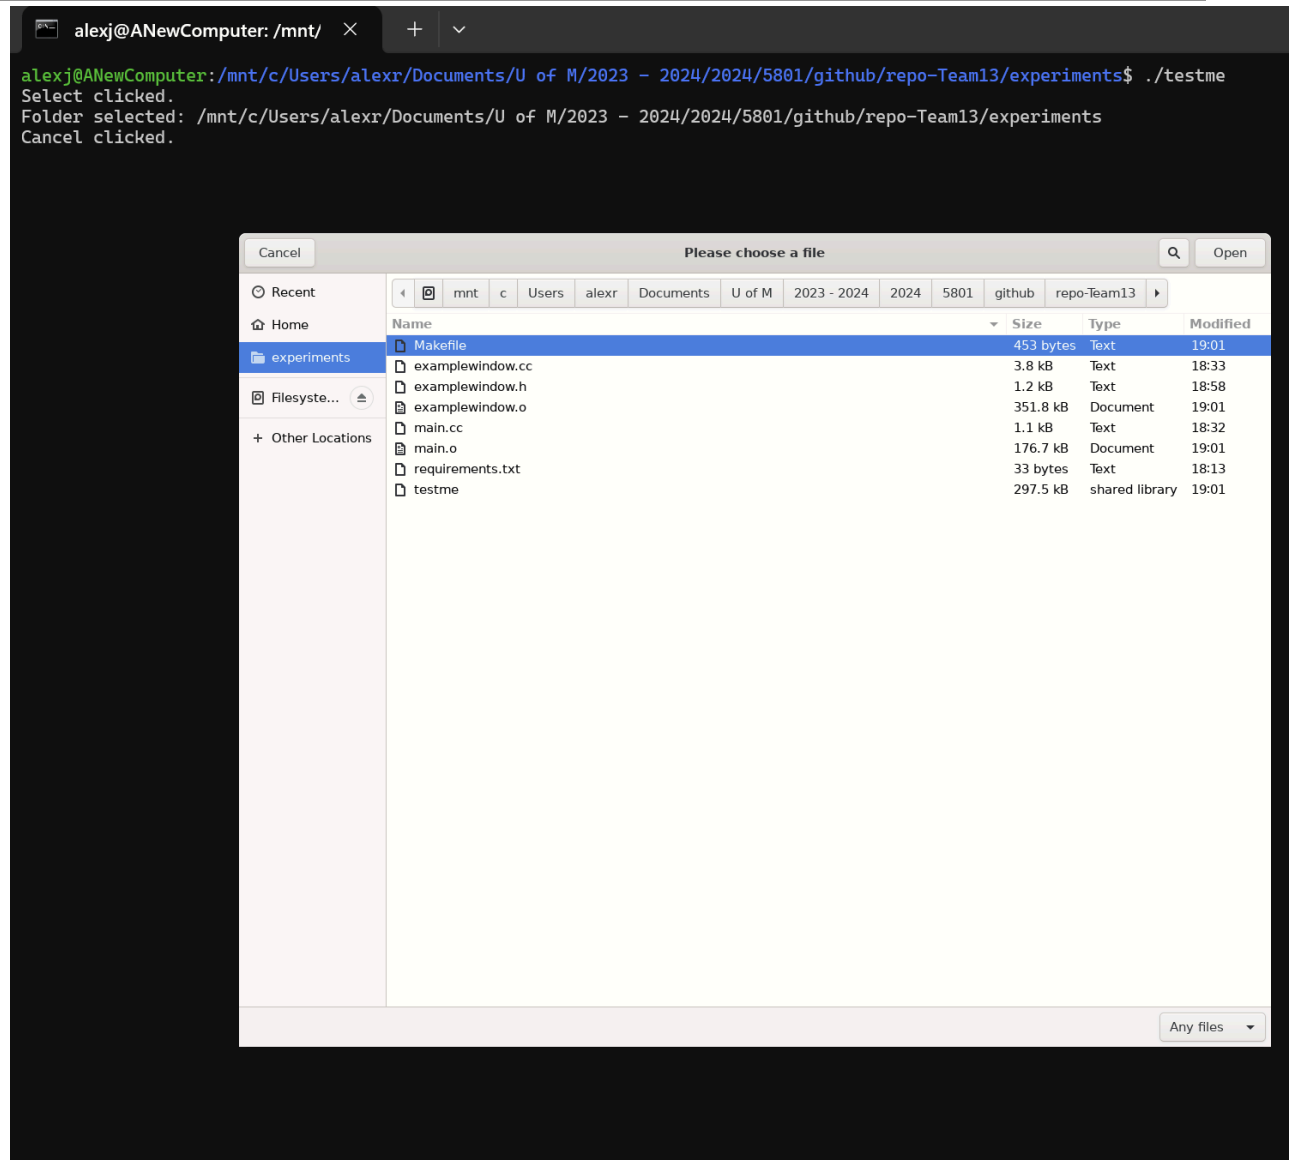 alexj@ANewComputer: /mnt/
alexj@ANewComputer:/mnt/c/Users/alexr/Documents/U of M/2023 - 2024/2024/5801/github/repo-Team13/experiments$ ./testme
Select clicked.
Folder selected: /mnt/c/Users/alexr/Documents/U of M/2023 - 2024/2024/5801/github/repo-Team13/experiments
Cancel clicked.
Cancel Please choose a file Open
Recent
Home
experiments
Filesyste...
+ Other Locations
mnt c Users alexr Documents U of M 2023 - 2024 2024 5801 github repo-Team13
Name Size Type Modified
Makefile 453 bytes Text 19:01
examplewindow.cc 3.8 kB Text 18:33
examplewindow.h 1.2 kB Text 18:58
examplewindow.o 351.8 kB Document 19:01
main.cc 1.1 kB Text 18:32
main.o 176.7 kB Document 19:01
requirements.txt 33 bytes Text 18:13
testme 297.5 kB shared library 19:01
Any files